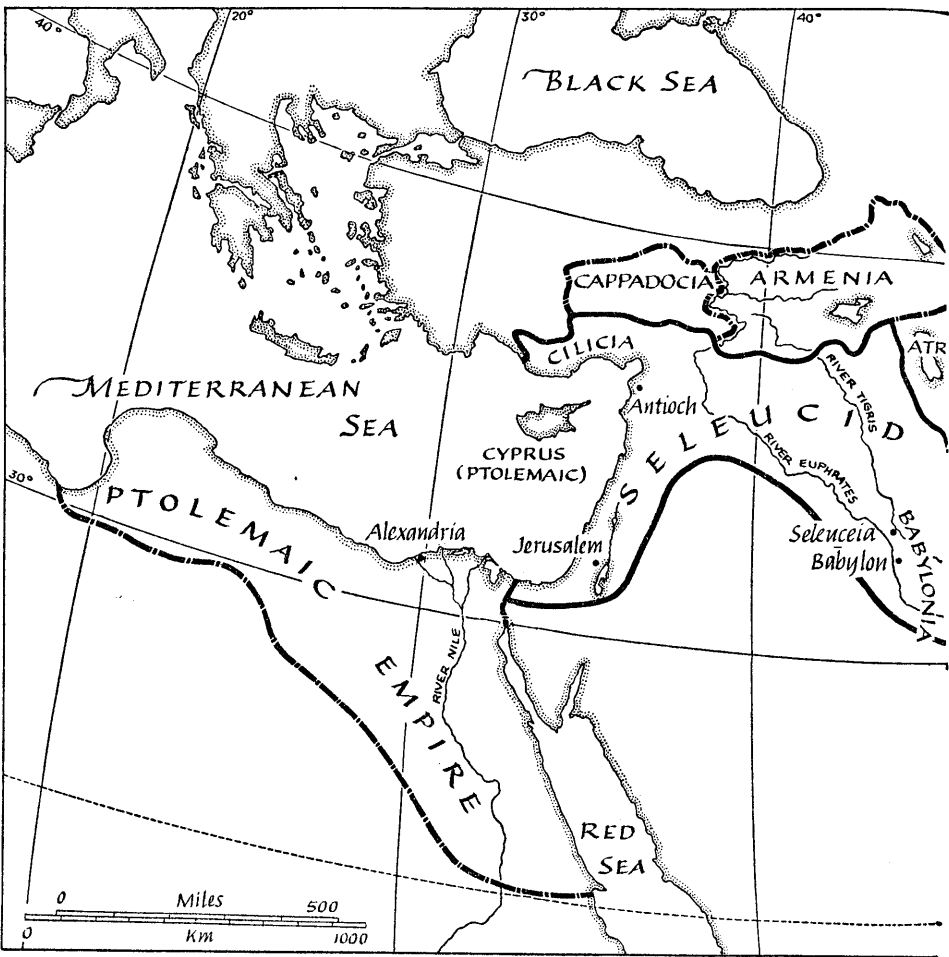 40°
20°
30°
40°
BLACK SEA
CAPPADOCIA
ARMENIA
CILICIA
ATR
RIVER TIGRIS
MEDITERRANEAN
SEA
Antioch
SELEUCID
CYPRUS
(PTOLEMAIC)
RIVER EUPHRATES
30°
PTOLEMAIC
Alexandria
Jerusalem
Seleuceia
Babylon
BABYLONIA
RIVER NILE
EMPIRE
RED
SEA
0 Miles 500
0 Km 1000